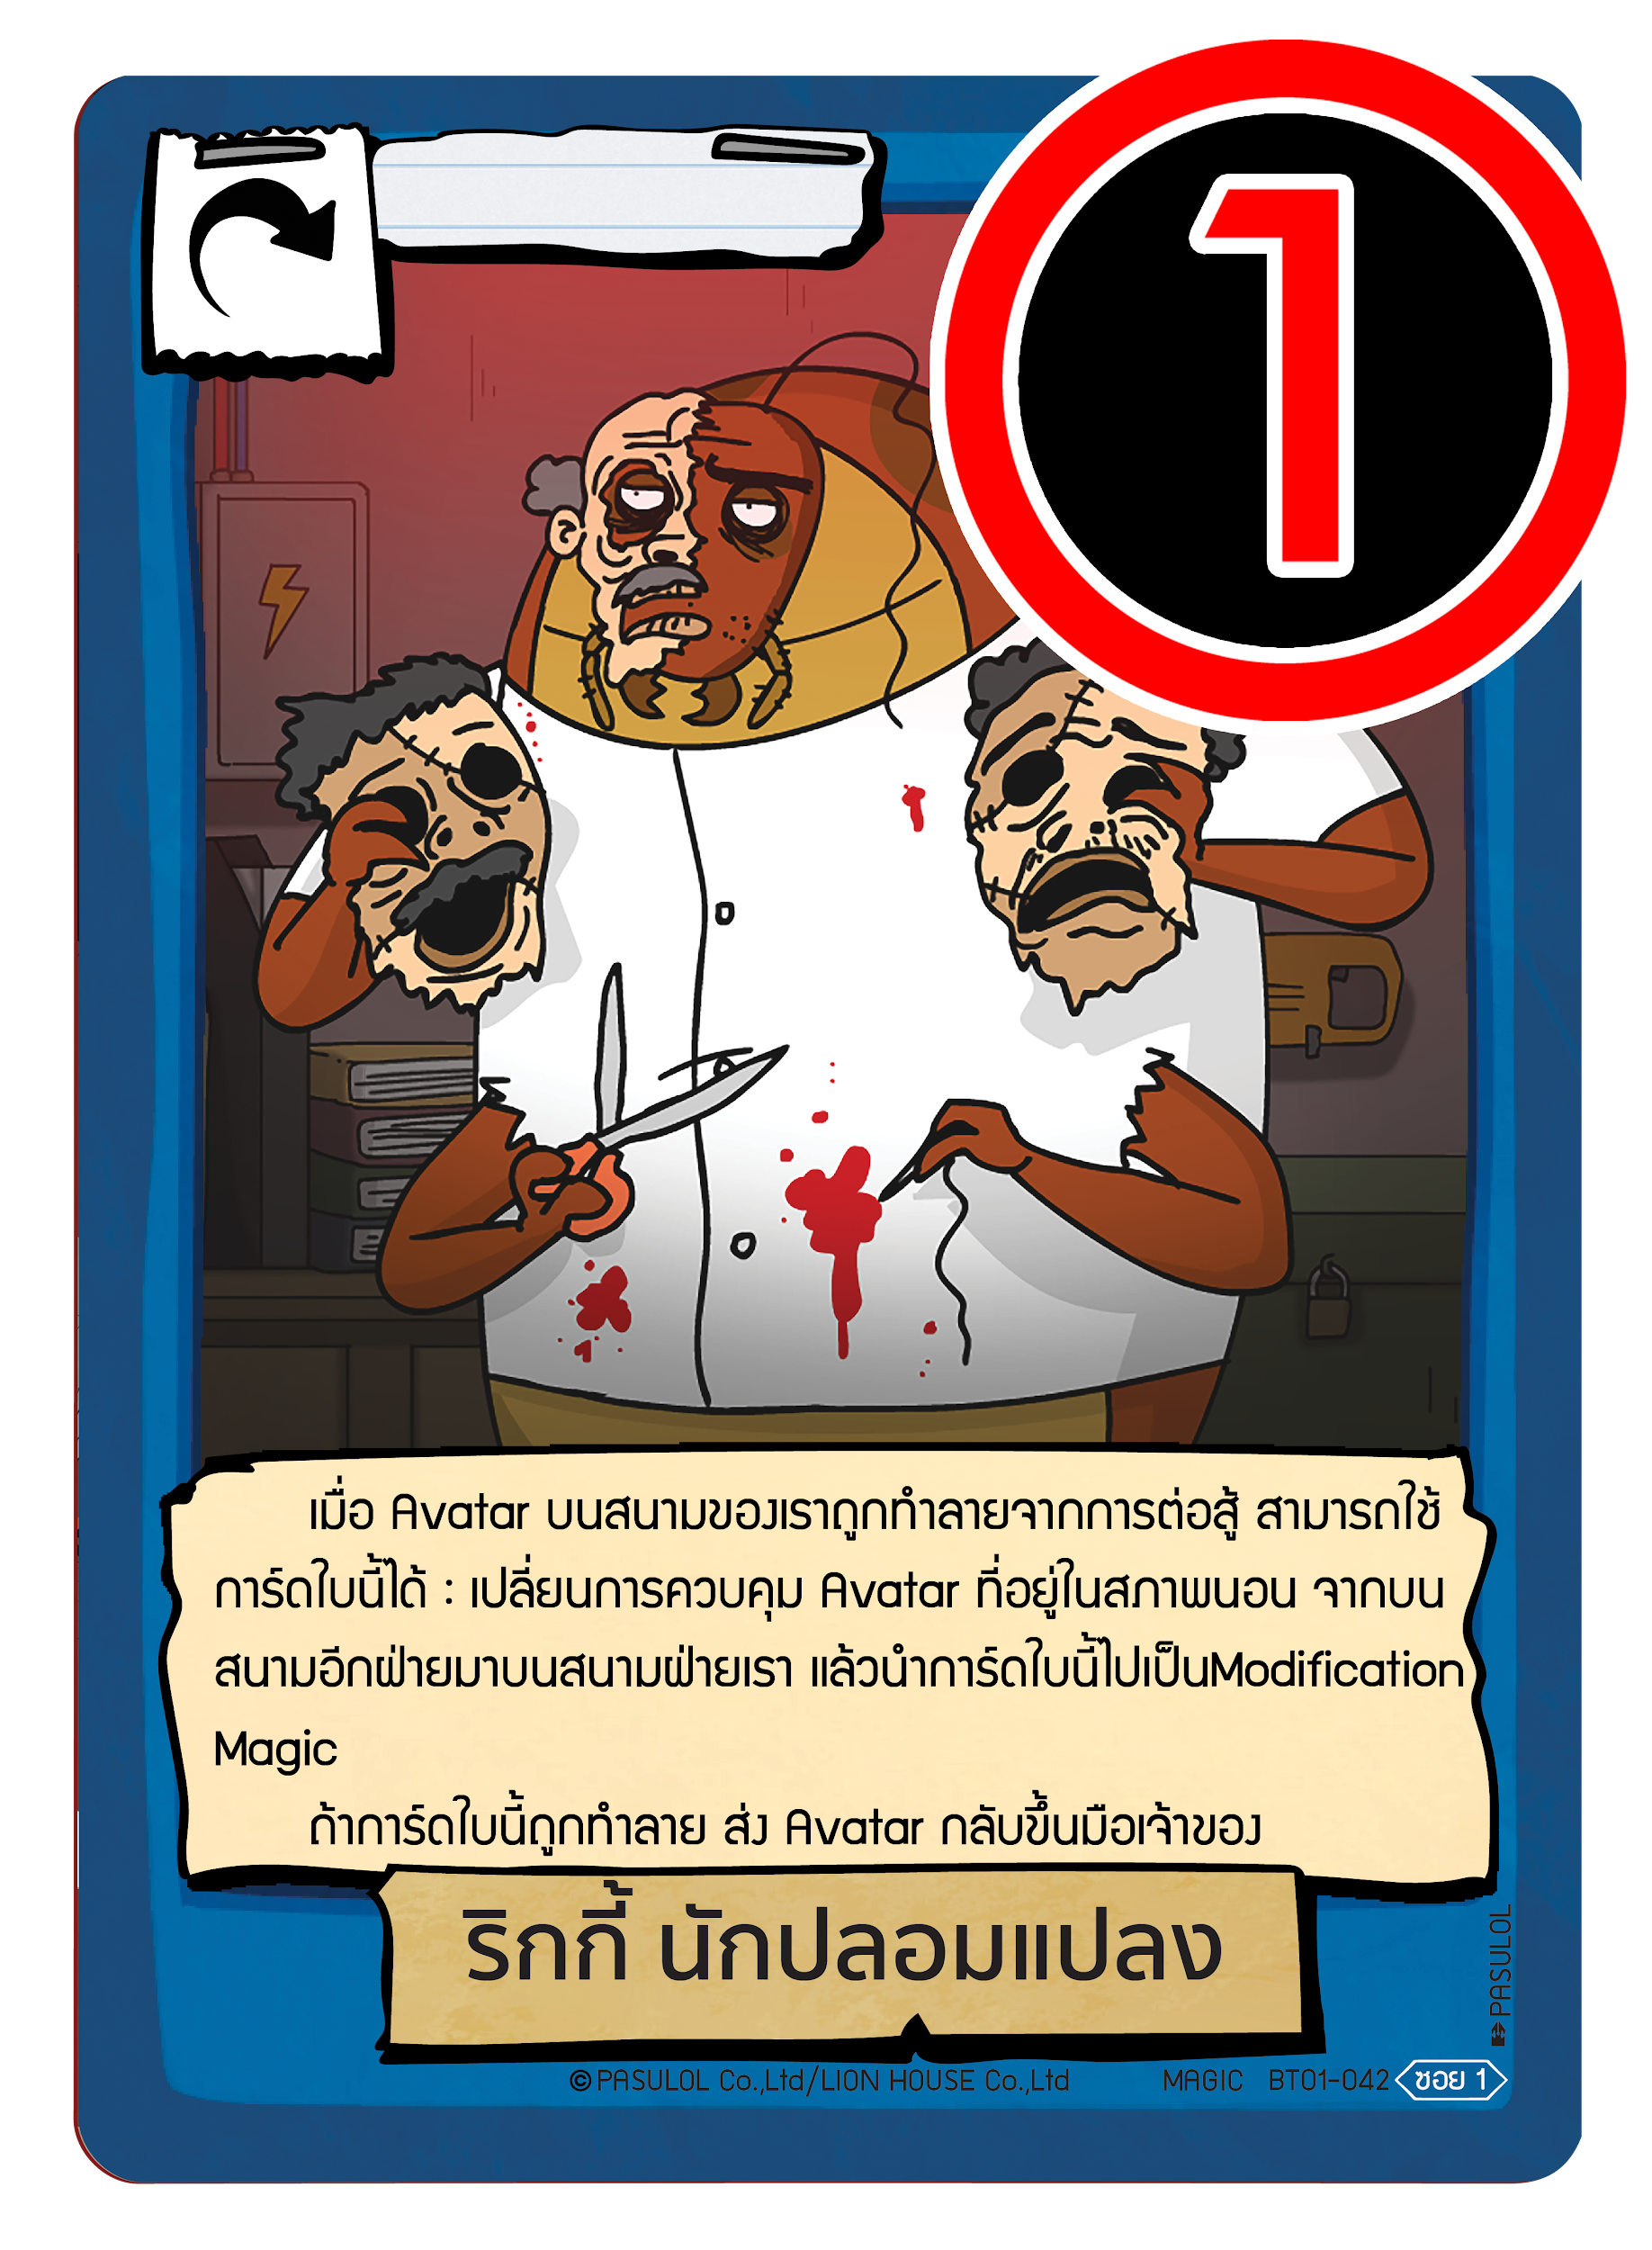 1
เมื่อ Avatar บนสนามของเราถูกทำลายจากการต่อสู้ สามารถใช้
การ์ดใบนี้ได้ : เปลี่ยนการควบคุม Avatar ที่อยู่ในสภาพนอน จากบน
สนามอีกฝ่ายมาบนสนามฝ่ายเรา แล้วนำการ์ดใบนี้ไปเป็นModification
Magic
ถ้าการ์ดใบนี้ถูกทำลาย ส่ง Avatar กลับขึ้นมือเจ้าของ
ริกกี้ นักปลอมแปลง
PASULOL
©PASULOL Co.,Ltd/LION HOUSE Co.,Ltd MAGIC BT01-042 ซอย 1